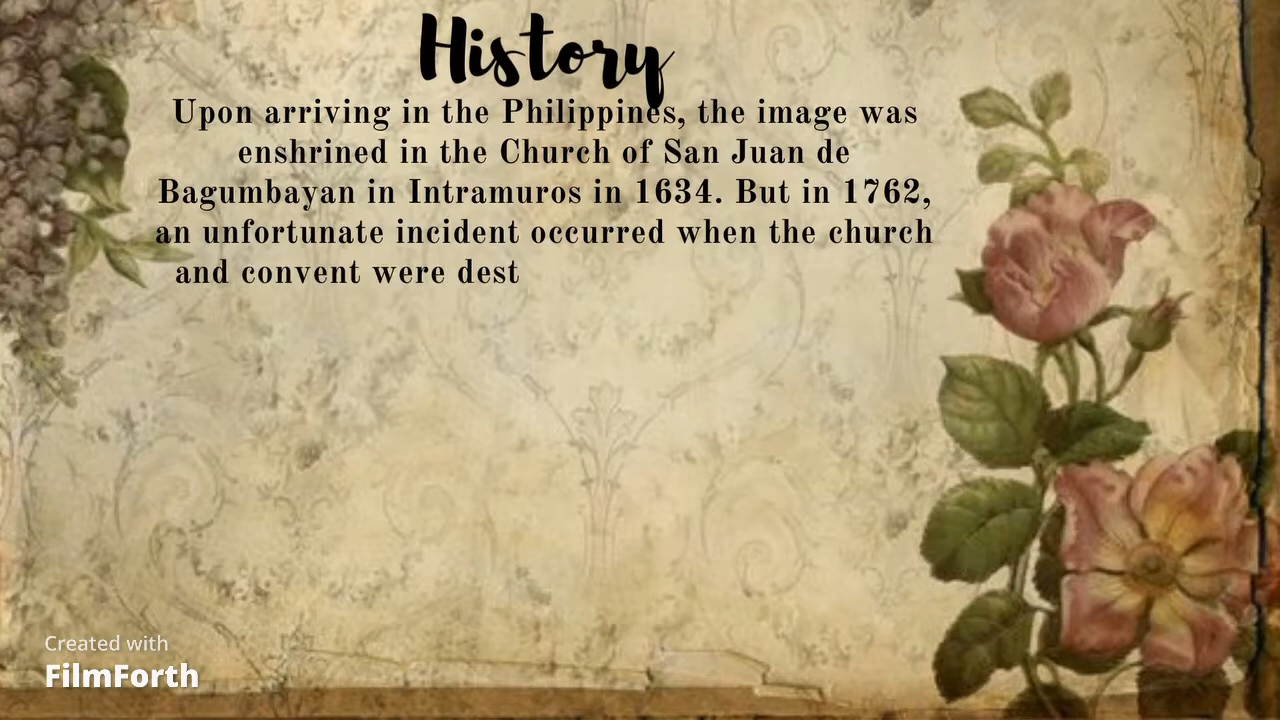 History
Upon arriving in the Philippines, the image was
enshrined in the Church of San Juan de
Bagumbayan in Intramuros in 1634. But in 1762,
an unfortunate incident occurred when the church
and convent were dest
Created with
FilmForth